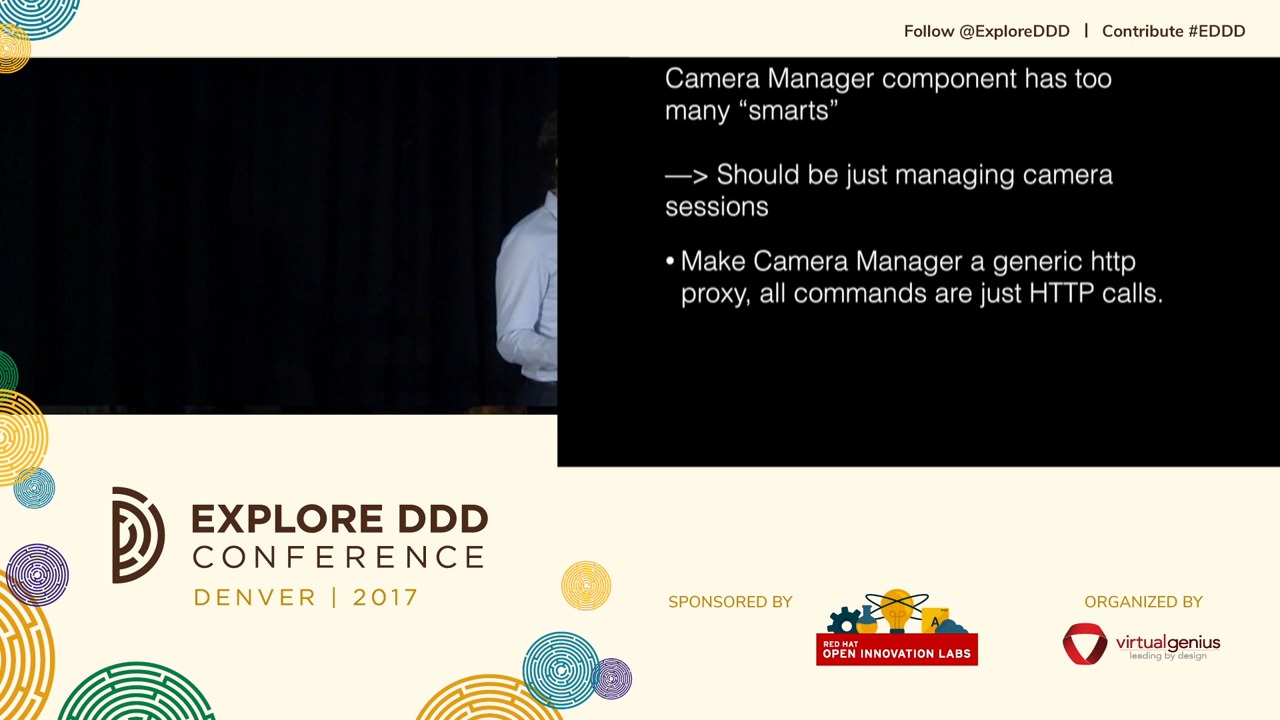 Follow @ExploreDDD | Contribute #EDDD
Camera Manager component has too
many “smarts”
—> Should be just managing camera
sessions
• Make Camera Manager a generic http
proxy, all commands are just HTTP calls.
EXPLORE DDD
CONFERENCE
DENVER | 2017
SPONSORED BY
A
RED HAT
OPEN INNOVATION LABS
ORGANIZED BY
virtualgenius
leading by design